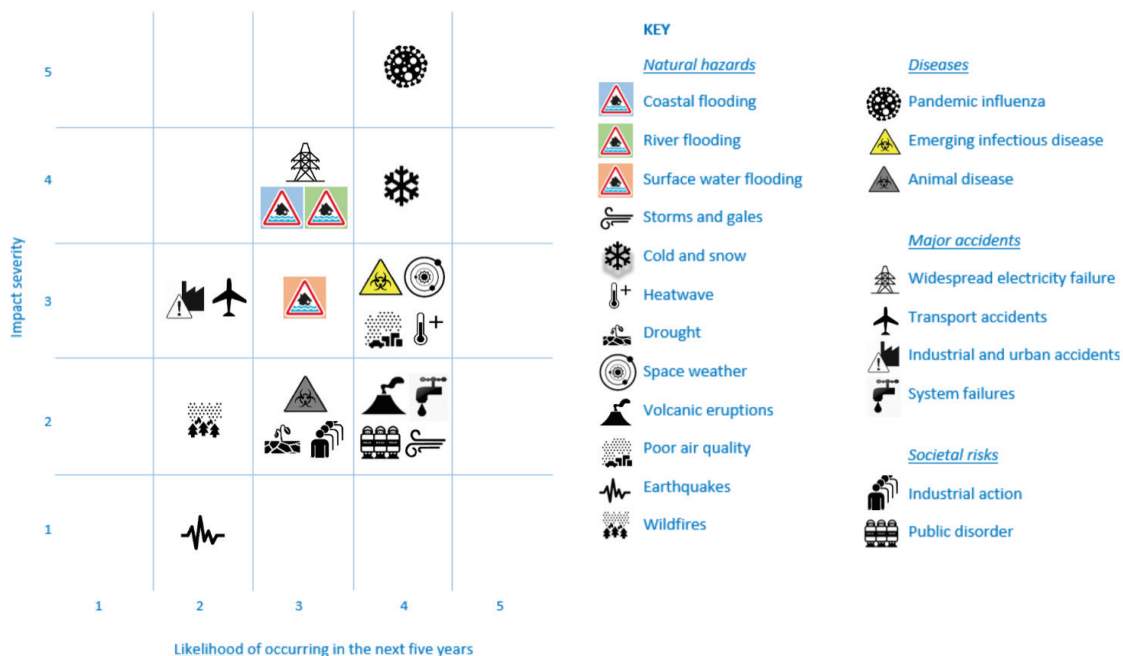 5
4
3
2
1
Impact severity
1 2 3 4 5
Likelihood of occurring in the next five years
KEY
Natural hazards
Coastal flooding
River flooding
Surface water flooding
Storms and gales
Cold and snow
Heatwave
Drought
Space weather
Volcanic eruptions
Poor air quality
Earthquakes
Wildfires
Diseases
Pandemic influenza
Emerging infectious disease
Animal disease
Major accidents
Widespread electricity failure
Transport accidents
Industrial and urban accidents
System failures
Societal risks
Industrial action
Public disorder